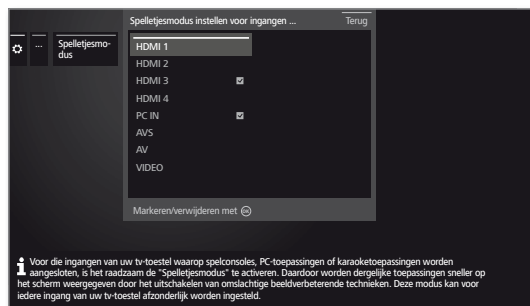 Spelletjesmodus instellen voor ingangen ...
Terug
...
Spelletjesmo-
dus
HDMI 1
HDMI 2
HDMI 3
HDMI 4
PC IN
AVS
AV
VIDEO
Markeren/verwijderen met OK
Voor die ingangen van uw tv-toestel waarop spelconsoles, PC-toepassingen of karaoketoepassingen worden
aangesloten, is het raadzaam de "Spelletjesmodus" te activeren. Daardoor worden dergelijke toepassingen sneller op
het scherm weergegeven door het uitschakelen van omslachtige beeldverbeterende technieken. Deze modus kan voor
iedere ingang van uw tv-toestel afzonderlijk worden ingesteld.